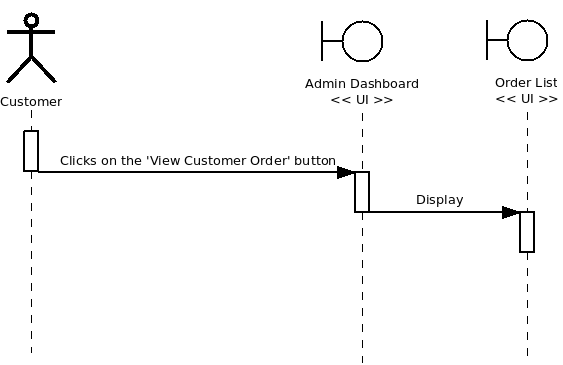 Customer
Admin Dashboard
<< UI >>
Order List
<< UI >>
Clicks on the 'View Customer Order' button
Display